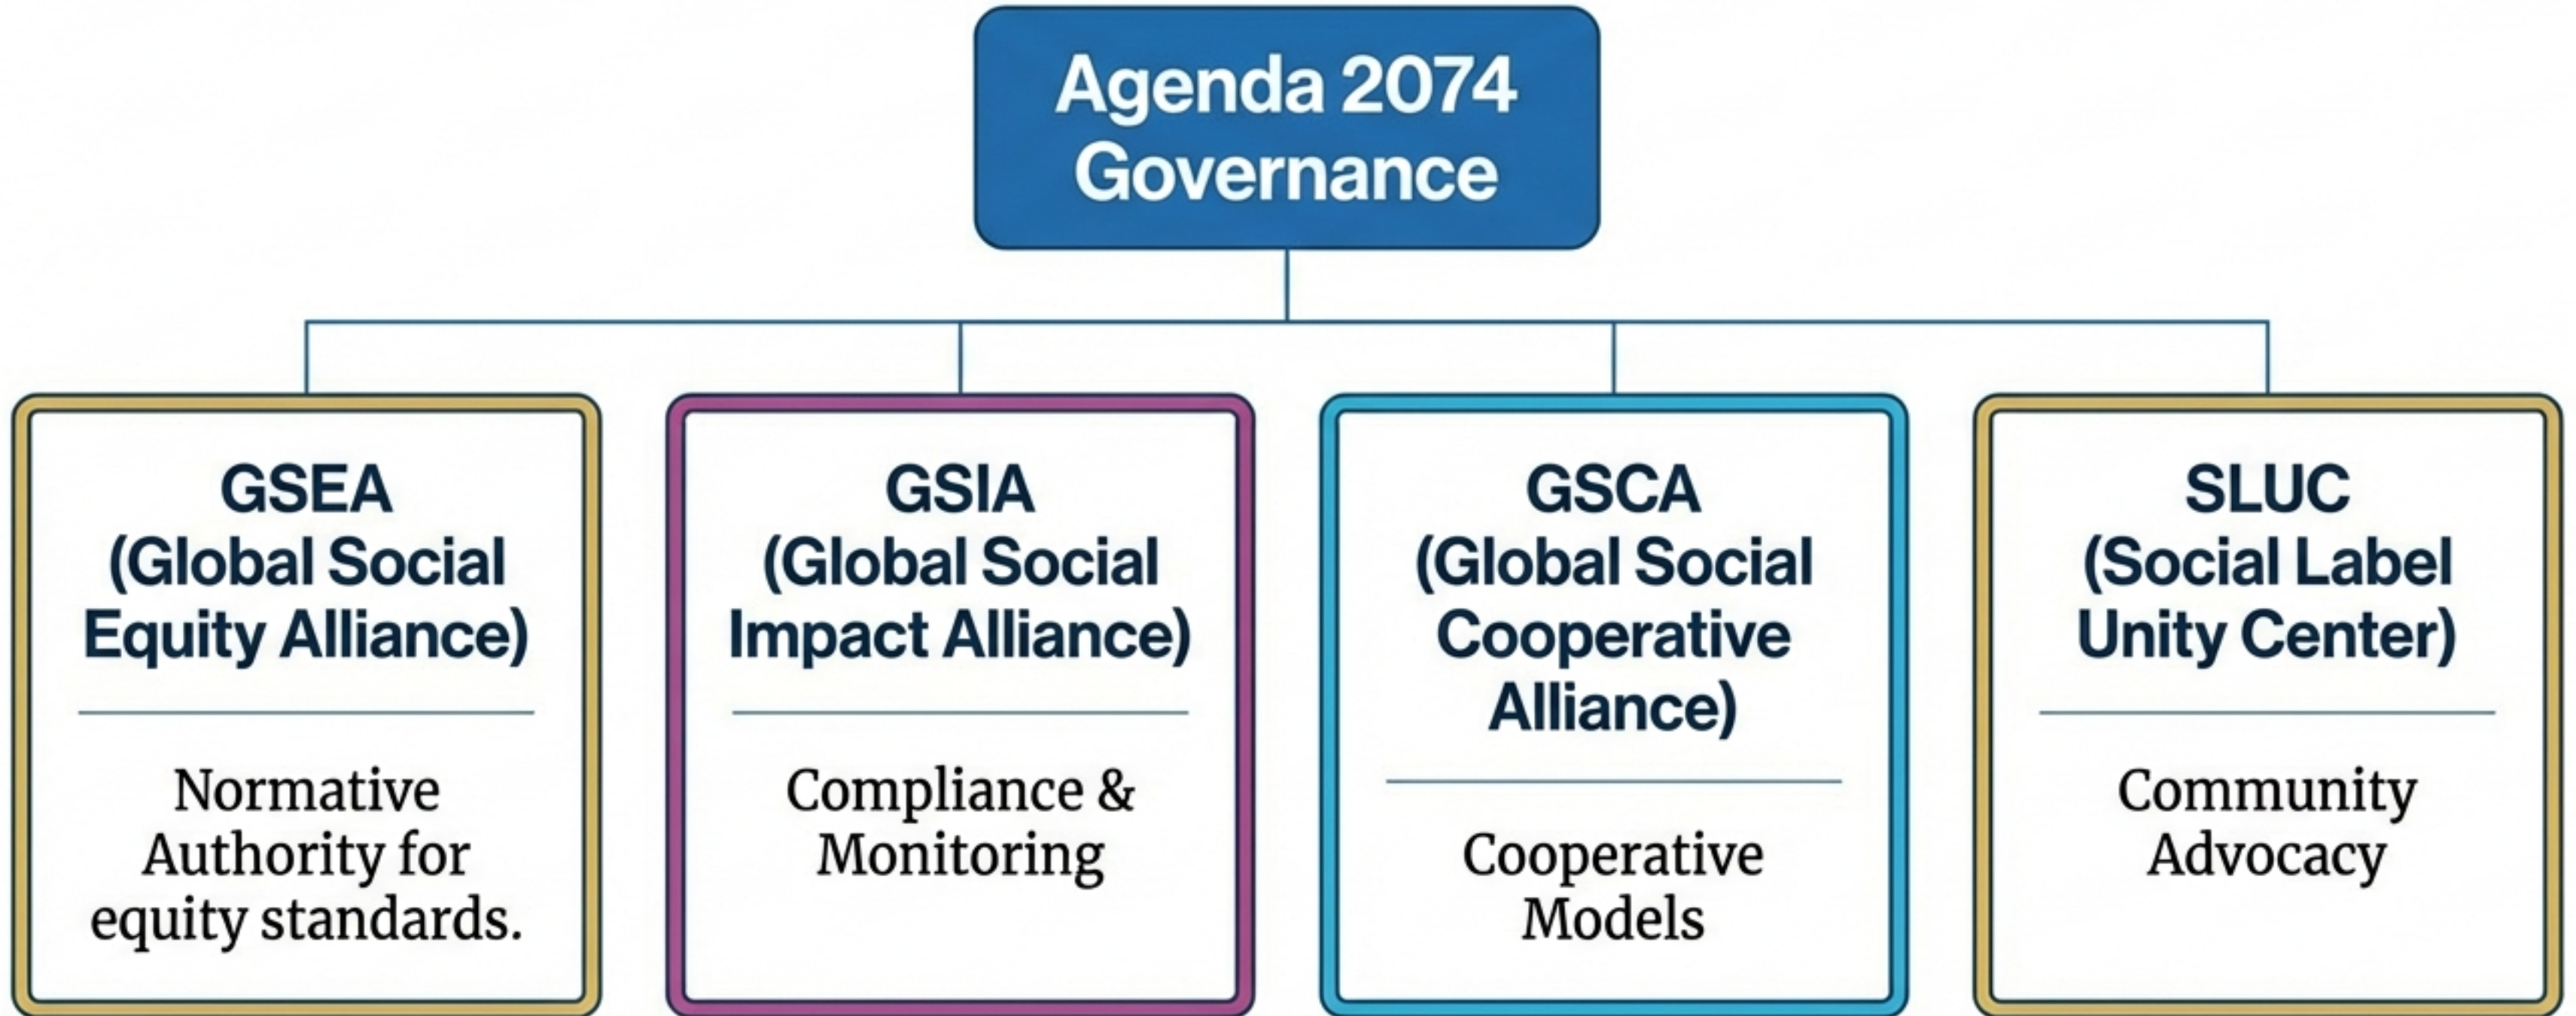 Agenda 2074
Governance
GSEA
(Global Social
Equity Alliance)
Normative
Authority for
equity standards.
GSIA
(Global Social
Impact Alliance)
Compliance &
Monitoring
GSCA
(Global Social
Cooperative
Alliance)
Cooperative
Models
SLUC
(Social Label
Unity Center)
Community
Advocacy